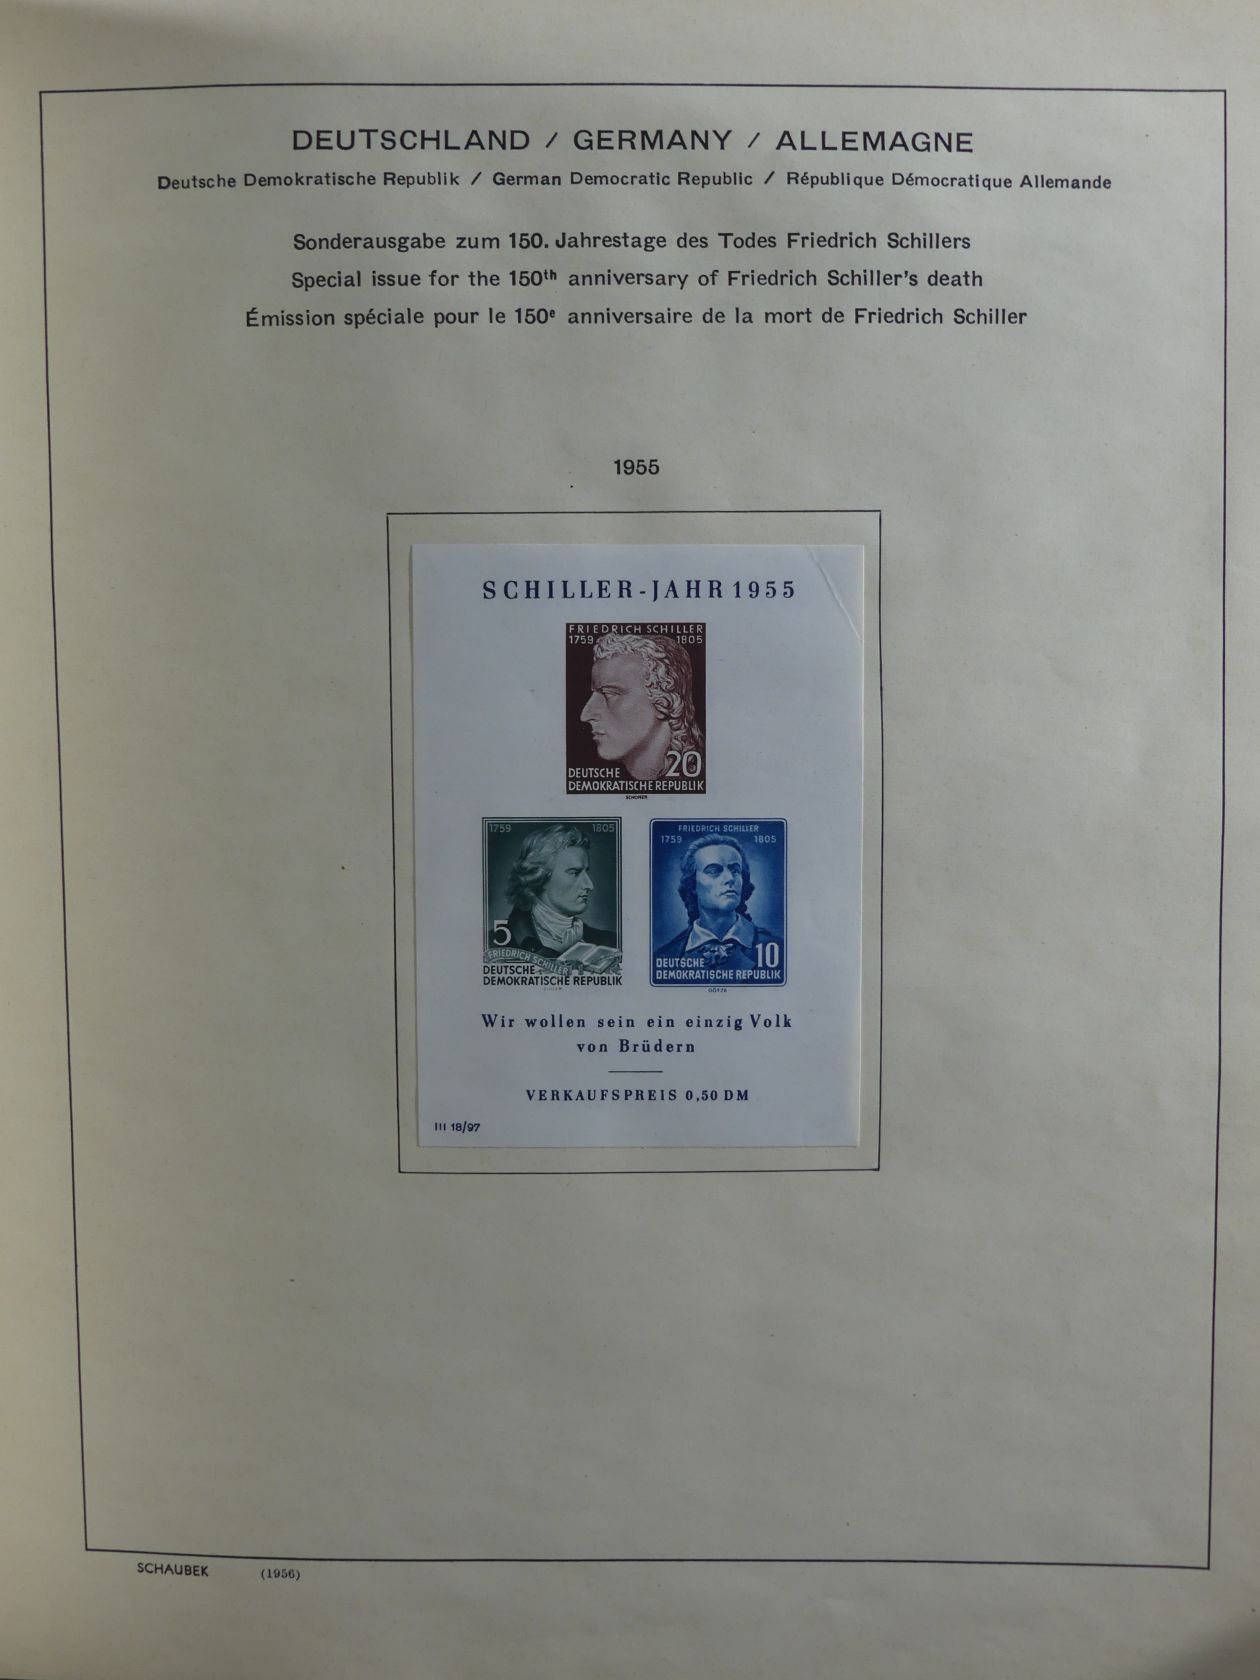 DEUTSCHLAND / GERMANY / ALLEMAGNE
Deutsche Demokratische Republik / German Democratic Republic / République Démocratique Allemande
Sonderausgabe zum 150. Jahrestage des Todes Friedrich Schillers
Special issue for the 150th anniversary of Friedrich Schiller's death
Émission spéciale pour le 150e anniversaire de la mort de Friedrich Schiller
1955
SCHILLER-JAHR 1955
FRIEDRICH SCHILLER
1759 1805
20
DEUTSCHE
DEMOKRATISCHE REPUBLIK
1759 1805
5
FRIEDRICH SCHILLER
DEUTSCHE
DEMOKRATISCHE REPUBLIK
FRIEDRICH SCHILLER
1759 1805
10
DEUTSCHE
DEMOKRATISCHE REPUBLIK
GÖTZE
Wir wollen sein ein einzig Volk
von Brüdern
VERKAUFSPREIS 0,50 DM
III 18/97
SCHAUBEK (1956)